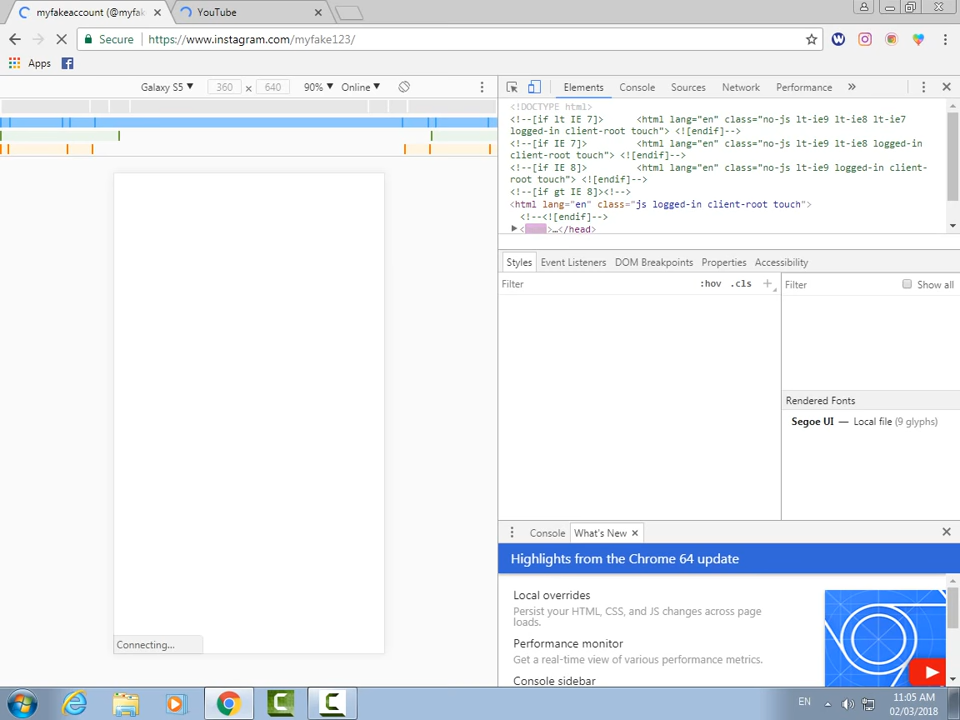 myfakeaccount (@myfak
YouTube
Secure
https://www.instagram.com/myfake123/
Apps
Galaxy S5 ▼
360 × 640
90% ▼
Online ▼
Elements Console Sources Network Performance »
<!DOCTYPE html>
<!--[if lt IE 7]> <html lang="en" class="no-js lt-ie9 lt-ie8 lt-ie7
logged-in client-root touch"> <![endif]-->
<!--[if IE 7]> <html lang="en" class="no-js lt-ie9 lt-ie8 logged-in
client-root touch"> <![endif]-->
<!--[if IE 8]> <html lang="en" class="no-js lt-ie9 logged-in client-
root touch"> <![endif]-->
<!--[if gt IE 8]><!-->
<html lang="en" class="js logged-in client-root touch">
<!--<![endif]-->
▶ < …</head>
Styles Event Listeners DOM Breakpoints Properties Accessibility
Filter :hov .cls +
Filter Show all
Rendered Fonts
Segoe UI — Local file (9 glyphs)
Console What's New ×
Highlights from the Chrome 64 update
Local overrides
Persist your HTML, CSS, and JS changes across page
loads.
Performance monitor
Get a real-time view of various performance metrics.
Console sidebar
Connecting...
EN
11:05 AM
02/03/2018